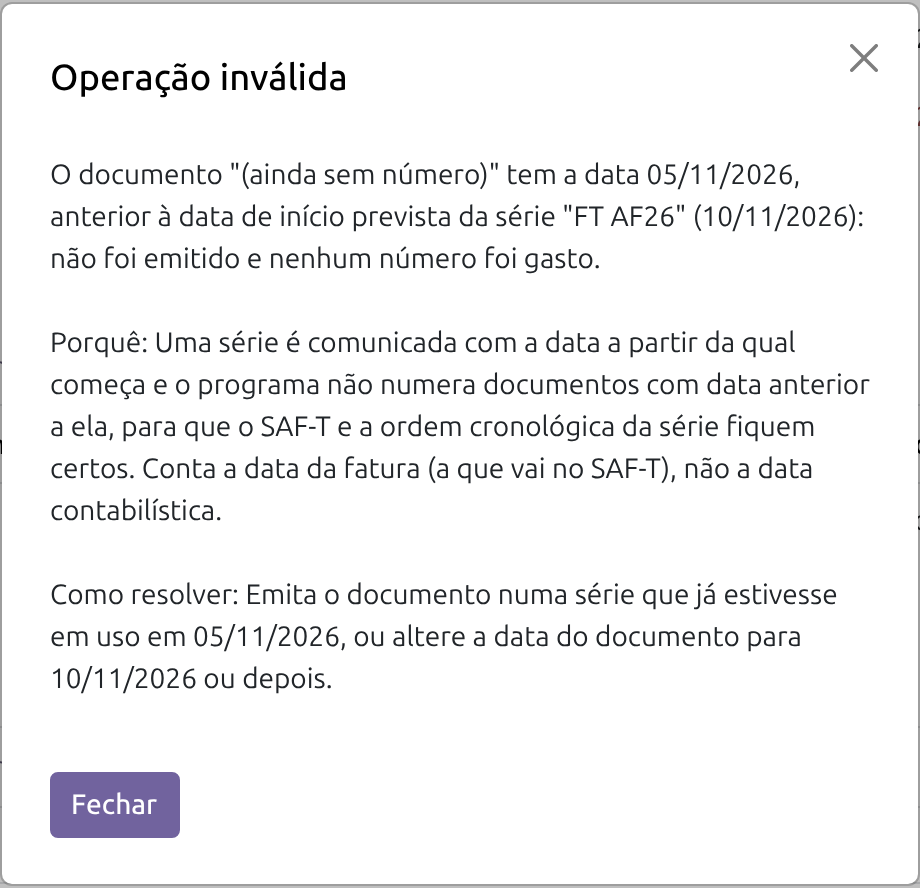 Operação inválida
O documento "(ainda sem número)" tem a data 05/11/2026,
anterior à data de início prevista da série "FT AF26" (10/11/2026):
não foi emitido e nenhum número foi gasto.
Porquê: Uma série é comunicada com a data a partir da qual
começa e o programa não numera documentos com data anterior
a ela, para que o SAF-T e a ordem cronológica da série fiquem
certos. Conta a data da fatura (a que vai no SAF-T), não a data
contabilística.
Como resolver: Emita o documento numa série que já estivesse
em uso em 05/11/2026, ou altere a data do documento para
10/11/2026 ou depois.
Fechar